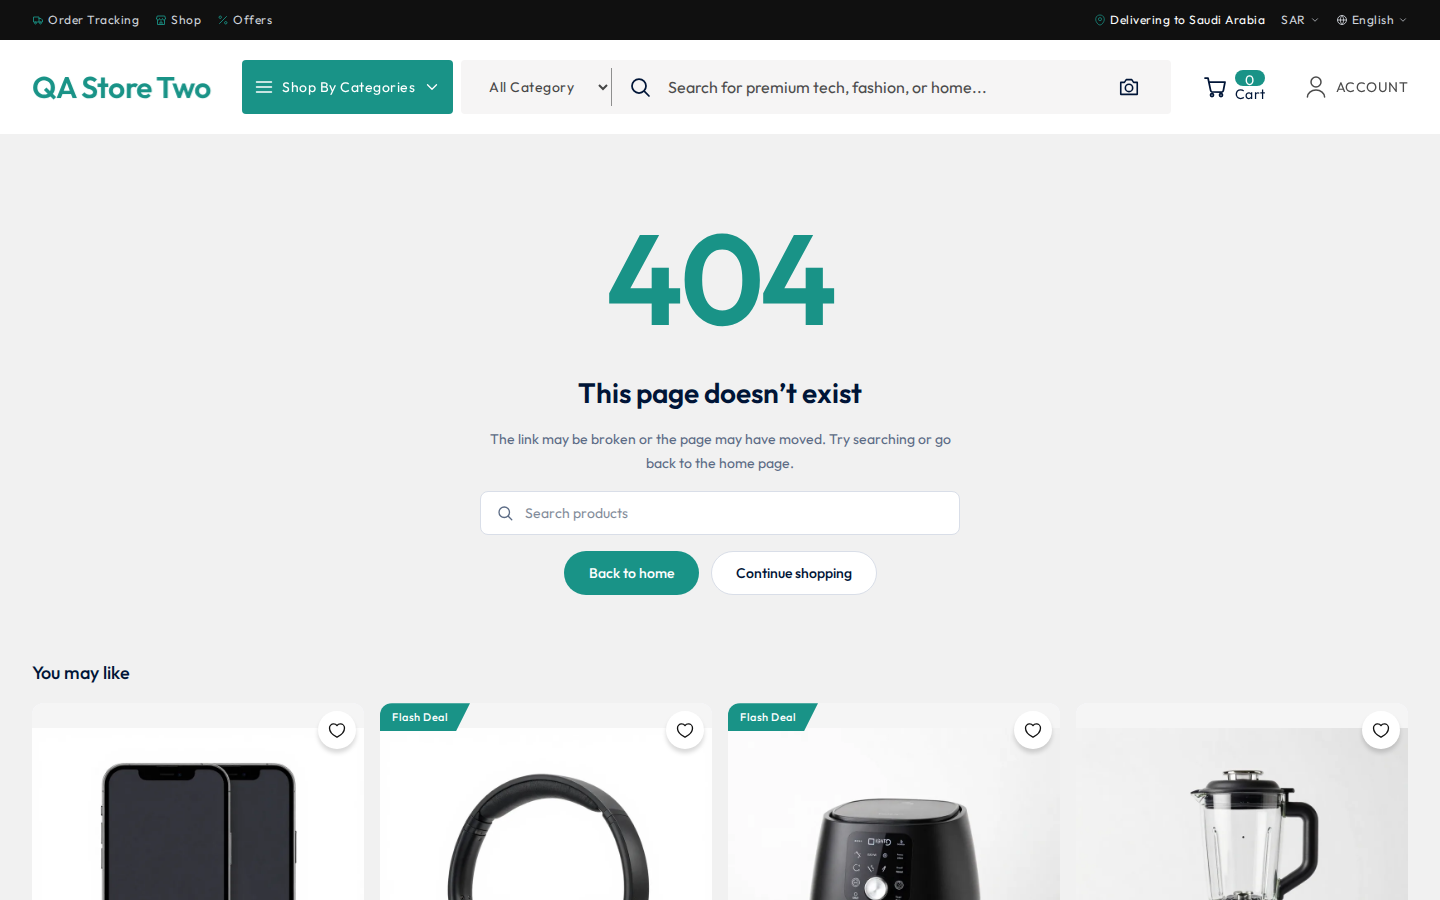 Order Tracking
Shop
Offers
Delivering to Saudi Arabia
SAR
English
QA Store Two
Shop By Categories
All Category
Search for premium tech, fashion, or home...
0
Cart
ACCOUNT
404
This page doesn’t exist
The link may be broken or the page may have moved. Try searching or go
back to the home page.
Search products
Back to home
Continue shopping
You may like
Flash Deal
Flash Deal